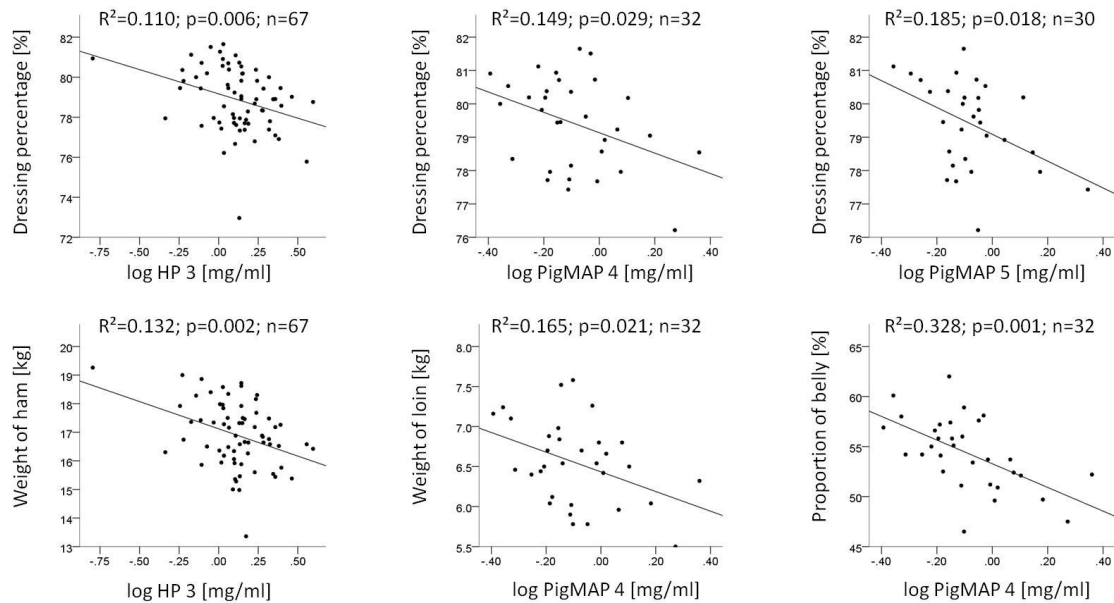 R²=0.110; p=0.006; n=67
Dressing percentage [%]
82
80
78
76
74
72
-.75 -.50 -.25 .00 .25 .50
log HP 3 [mg/ml]
R²=0.149; p=0.029; n=32
Dressing percentage [%]
82
81
80
79
78
77
76
-.40 -.20 .00 .20 .40
log PigMAP 4 [mg/ml]
R²=0.185; p=0.018; n=30
Dressing percentage [%]
82
81
80
79
78
77
76
-.40 -.20 .00 .20 .40
log PigMAP 5 [mg/ml]
R²=0.132; p=0.002; n=67
Weight of ham [kg]
20
19
18
17
16
15
14
13
-.75 -.50 -.25 .00 .25 .50
log HP 3 [mg/ml]
R²=0.165; p=0.021; n=32
Weight of loin [kg]
8.0
7.5
7.0
6.5
6.0
5.5
-.40 -.20 .00 .20 .40
log PigMAP 4 [mg/ml]
R²=0.328; p=0.001; n=32
Proportion of belly [%]
65
60
55
50
45
-.40 -.20 .00 .20 .40
log PigMAP 4 [mg/ml]